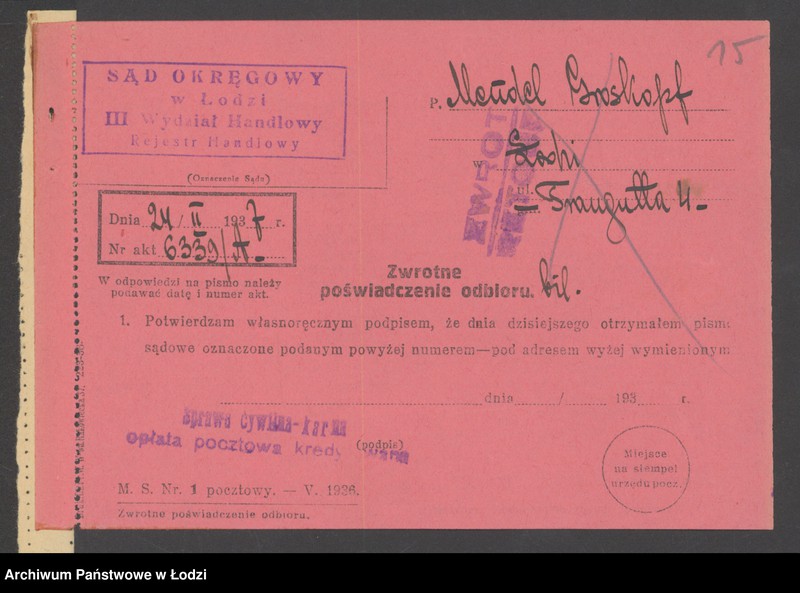 15
SĄD OKRĘGOWY
w Łodzi
III Wydział Handlowy
Rejestr Handlowy
(Oznaczenie Sądu)
P. Mendel Groskopf
w Łodzi
ul. Traugutta 4
ZWROT
Dnia 24/II 1937 r.
Nr akt 6339/A
W odpowiedzi na pismo należy
podawać datę i numer akt.
Zwrotne
poświadczenie odbioru. bil.
1. Potwierdzam własnoręcznym podpisem, że dnia dzisiejszego otrzymałem pismo
sądowe oznaczone podanym powyżej numerem—pod adresem wyżej wymienionym
dnia / 193 r.
Sprawa cywilna-karna
opłata pocztowa kredytowana
(podpis)
Miejsce
na stempel
urzędu pocz.
M. S. Nr. 1 pocztowy. — V. 1936.
Zwrotne poświadczenie odbioru.
Archiwum Państwowe w Łodzi